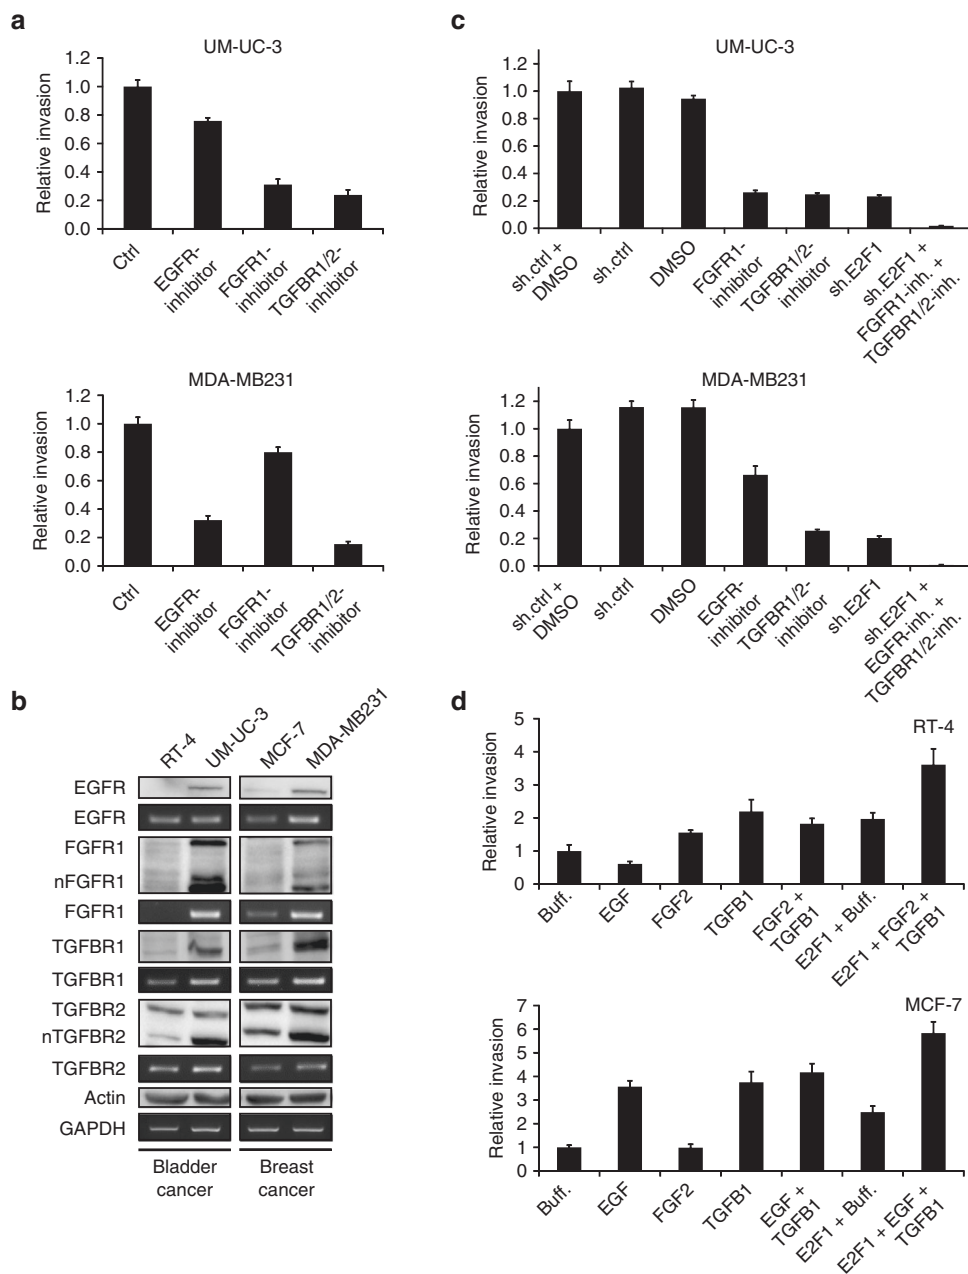 a
UM-UC-3
Relative invasion
1.2
1.0
0.8
0.6
0.4
0.2
0.0
Ctrl
EGFR-
inhibitor
FGFR1-
inhibitor
TGFBR1/2-
inhibitor
MDA-MB231
Relative invasion
1.2
1.0
0.8
0.6
0.4
0.2
0.0
Ctrl
EGFR-
inhibitor
FGFR1-
inhibitor
TGFBR1/2-
inhibitor
c
UM-UC-3
Relative invasion
1.2
1.0
0.8
0.6
0.4
0.2
0.0
sh.ctrl +
DMSO
sh.ctrl
DMSO
FGFR1-
inhibitor
TGFBR1/2-
inhibitor
sh.E2F1
sh.E2F1 +
FGFR1-inh. +
TGFBR1/2-inh.
MDA-MB231
Relative invasion
1.2
1.0
0.8
0.6
0.4
0.2
0.0
sh.ctrl +
DMSO
sh.ctrl
DMSO
EGFR-
inhibitor
TGFBR1/2-
inhibitor
sh.E2F1
sh.E2F1 +
EGFR-inh. +
TGFBR1/2-inh.
b
RT-4
UM-UC-3
MCF-7
MDA-MB231
EGFR
EGFR
FGFR1
nFGFR1
FGFR1
TGFBR1
TGFBR1
TGFBR2
nTGFBR2
TGFBR2
Actin
GAPDH
Bladder
cancer
Breast
cancer
d
RT-4
Relative invasion
5
4
3
2
1
0
Buff.
EGF
FGF2
TGFB1
FGF2 +
TGFB1
E2F1 + Buff.
E2F1 + FGF2 +
TGFB1
MCF-7
Relative invasion
7
6
5
4
3
2
1
0
Buff.
EGF
FGF2
TGFB1
EGF +
TGFB1
E2F1 + Buff.
E2F1 + EGF +
TGFB1